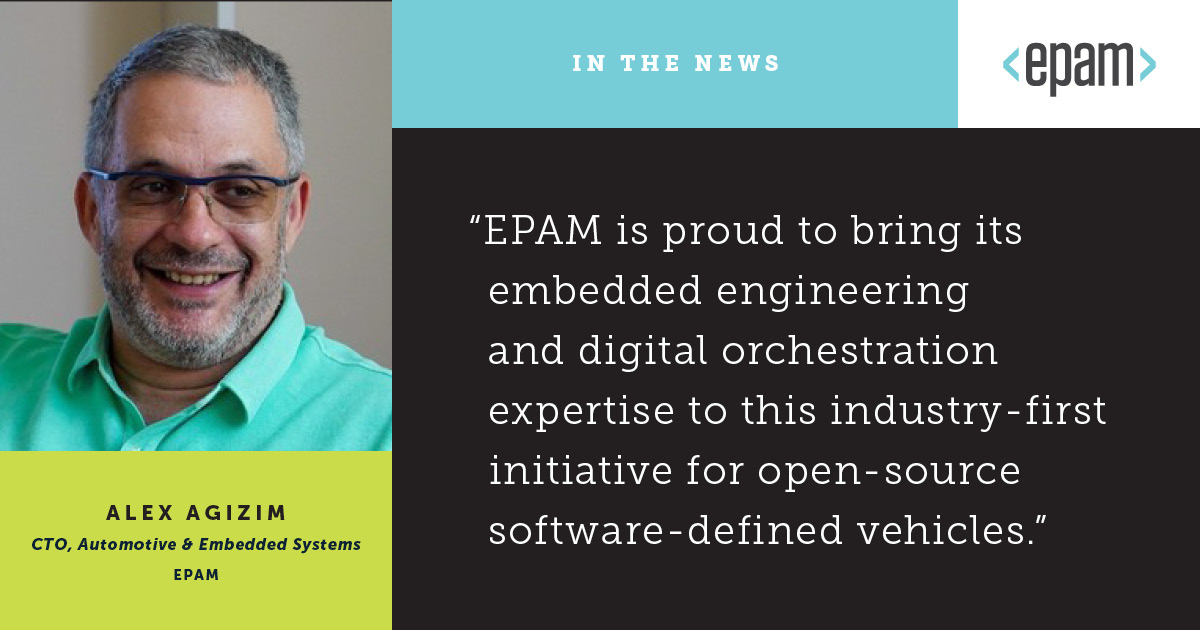 IN THE NEWS
<epam>
“EPAM is proud to bring its
embedded engineering
and digital orchestration
expertise to this industry-first
initiative for open-source
software-defined vehicles.”
ALEX AGIZIM
CTO, Automotive & Embedded Systems
EPAM